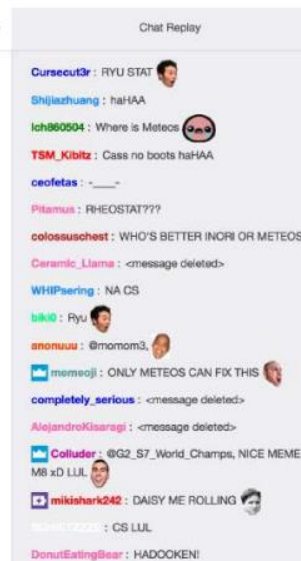 Chat Replay
Cursecut3r : RYU STAT
Shijiazhuang : haHAA
lch860504 : Where is Meteos
TSM_Kibitz : Cass no boots haHAA
ceofetas : -____-
Pitamus : RHEOSTAT???
colossuschest : WHO'S BETTER INORI OR METEOS
Ceramic_Llama : <message deleted>
WHIPsering : NA CS
biki0 : Ryu
anonuuu : @momom3,
memeoji : ONLY METEOS CAN FIX THIS
completely_serious : <message deleted>
AlejandroKisaragi : <message deleted>
Colluder : @G2_S7_World_Champs, NICE MEME
M8 xD LUL
mikishark242 : DAISY ME ROLLING
: CS LUL
DonutEatingBear : HADOOKEN!